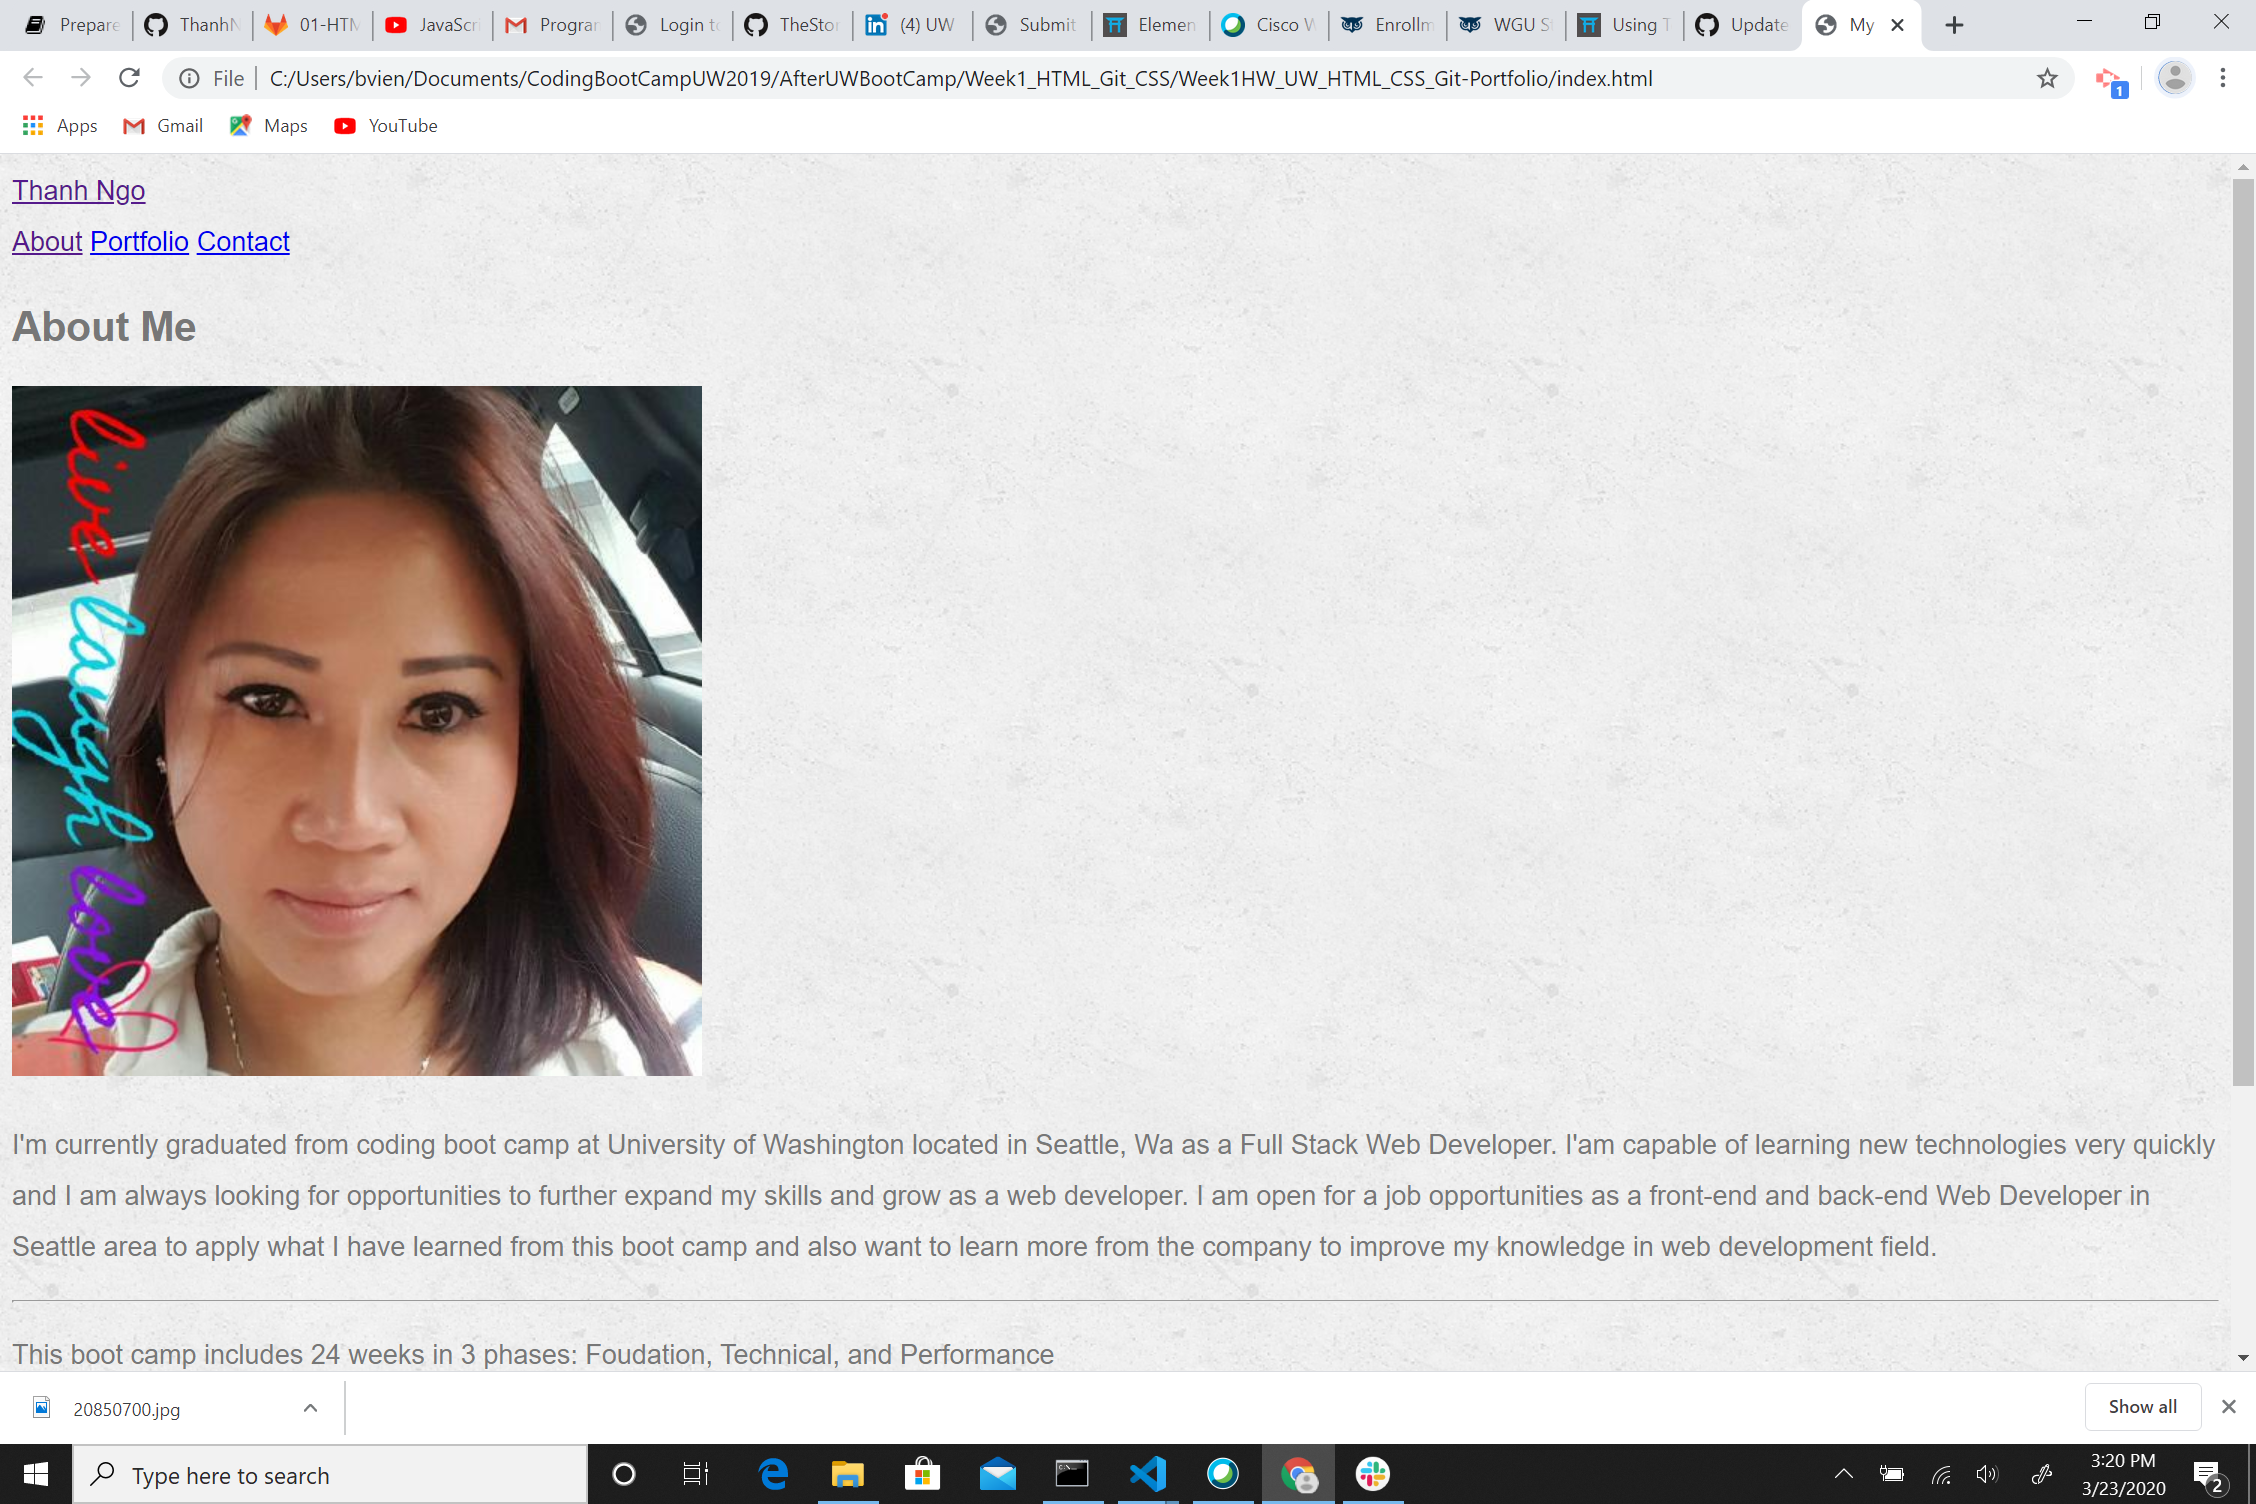 Prepare
ThanhN
01-HTM
JavaScri
Program
Login to
TheStor
(4) UW
Submit
Elemen
Cisco W
Enrollm
WGU St
Using T
Update
My
File
C:/Users/bvien/Documents/CodingBootCampUW2019/AfterUWBootCamp/Week1_HTML_Git_CSS/Week1HW_UW_HTML_CSS_Git-Portfolio/index.html
1
Apps Gmail Maps YouTube
Thanh Ngo
About Portfolio Contact
About Me
live
laugh
love
I'm currently graduated from coding boot camp at University of Washington located in Seattle, Wa as a Full Stack Web Developer. I'am capable of learning new technologies very quickly
and I am always looking for opportunities to further expand my skills and grow as a web developer. I am open for a job opportunities as a front-end and back-end Web Developer in
Seattle area to apply what I have learned from this boot camp and also want to learn more from the company to improve my knowledge in web development field.
This boot camp includes 24 weeks in 3 phases: Foudation, Technical, and Performance
20850700.jpg
Show all
Type here to search
3:20 PM
3/23/2020
2